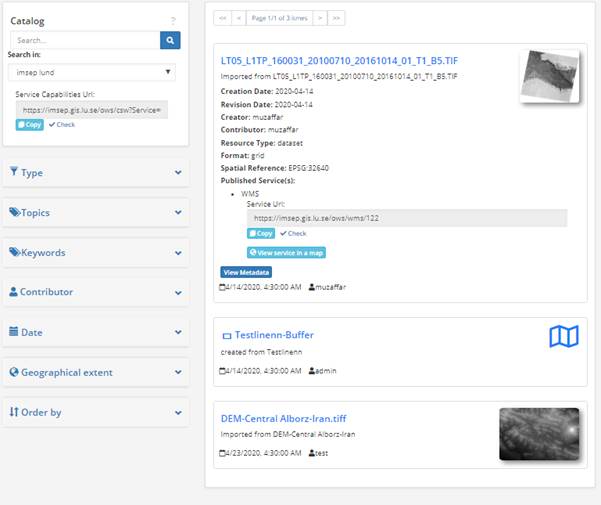 Catalog
?
Search...
Search in:
imsep lund
Service Capabilities Url:
https://imsep.gis.lu.se/ows/csw?Service=
Copy
Check
Type
Topics
Keywords
Contributor
Date
Geographical extent
Order by
<<
<
Page 1/1 of 3 itmes
>
>>
LT05_L1TP_160031_20100710_20161014_01_T1_B5.TIF
Imported from LT05_L1TP_160031_20100710_20161014_01_T1_B5.TIF
Creation Date: 2020-04-14
Revision Date: 2020-04-14
Creator: muzaffar
Contributor: muzaffar
Resource Type: dataset
Format: grid
Spatial Reference: EPSG:32640
Published Service(s):
WMS
Service Url:
https://imsep.gis.lu.se/ows/wms/122
Copy
Check
View service in a map
View Metadata
4/14/2020, 4:30:00 AM muzaffar
Testlinenn-Buffer
created from Testlinenn
4/14/2020, 4:30:00 AM admin
DEM-Central Alborz-Iran.tiff
Imported from DEM-Central Alborz-Iran
4/23/2020, 4:30:00 AM test